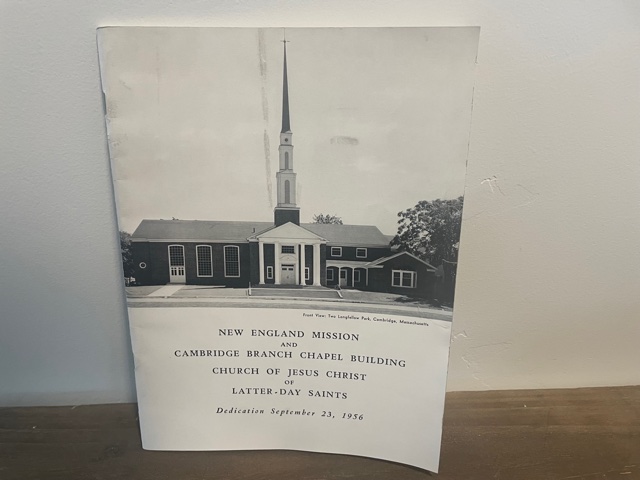 Front View: Two Longfellow Park, Cambridge, Massachusetts
NEW ENGLAND MISSION
AND
CAMBRIDGE BRANCH CHAPEL BUILDING
CHURCH OF JESUS CHRIST
OF
LATTER-DAY SAINTS
Dedication September 23, 1956